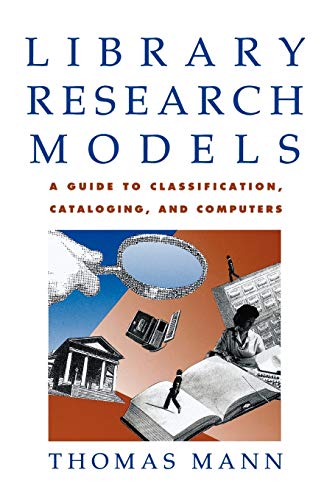 LIBRARY
RESEARCH
MODELS
A GUIDE TO CLASSIFICATION,
CATALOGING, AND COMPUTERS
THOMAS MANN